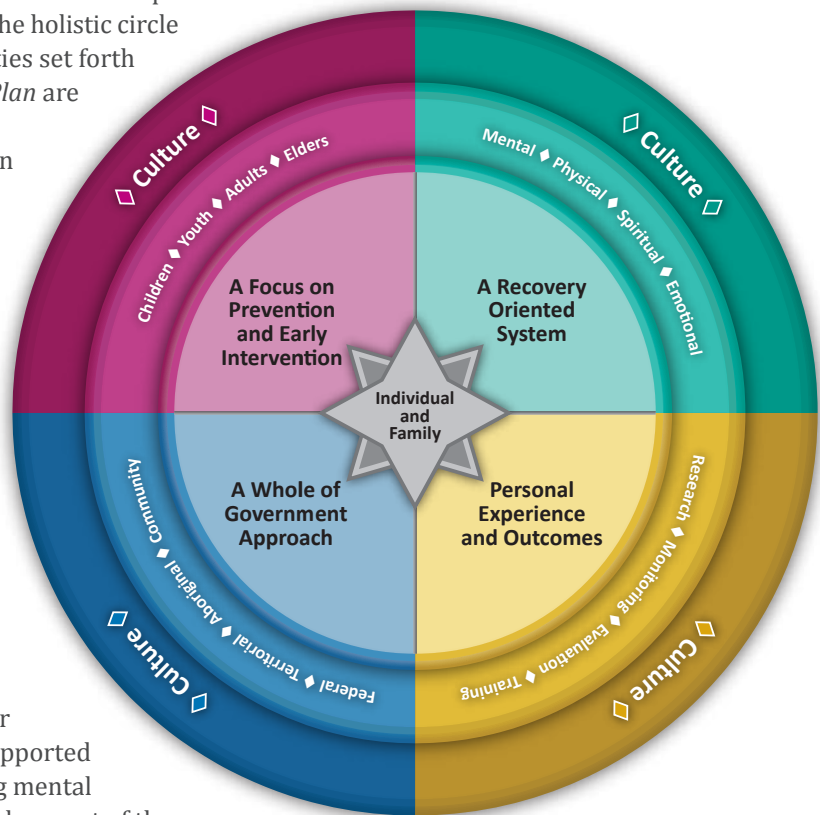 he holistic circle
ties set forth
Plan are
n
Culture
Children ◆ Youth ◆ Adults ◆ Elders
A Focus on
Prevention
and Early
Intervention
Culture
Mental ◆ Physical ◆ Spiritual ◆ Emotional
A Recovery
Oriented
System
Individual
and
Family
A Whole of
Government
Approach
Federal ◆ Territorial ◆ Aboriginal ◆ Community
Culture
Personal
Experience
and Outcomes
Research ◆ Monitoring ◆ Evaluation ◆ Training
Culture
r
pported
g mental